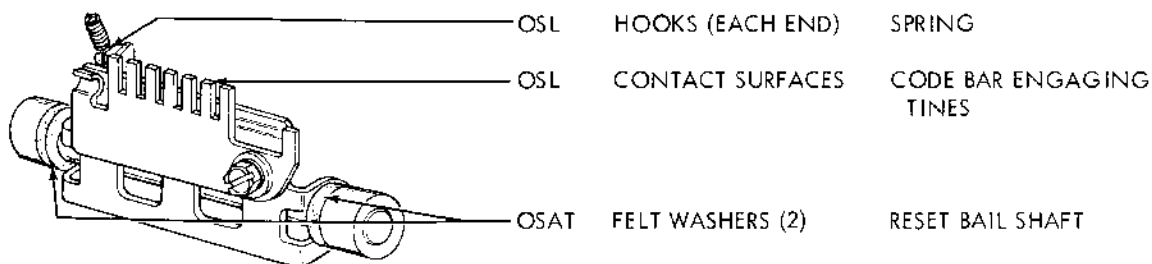 OSL HOOKS (EACH END) SPRING
OSL CONTACT SURFACES CODE BAR ENGAGING
TINES
OSAT FELT WASHERS (2) RESET BAIL SHAFT